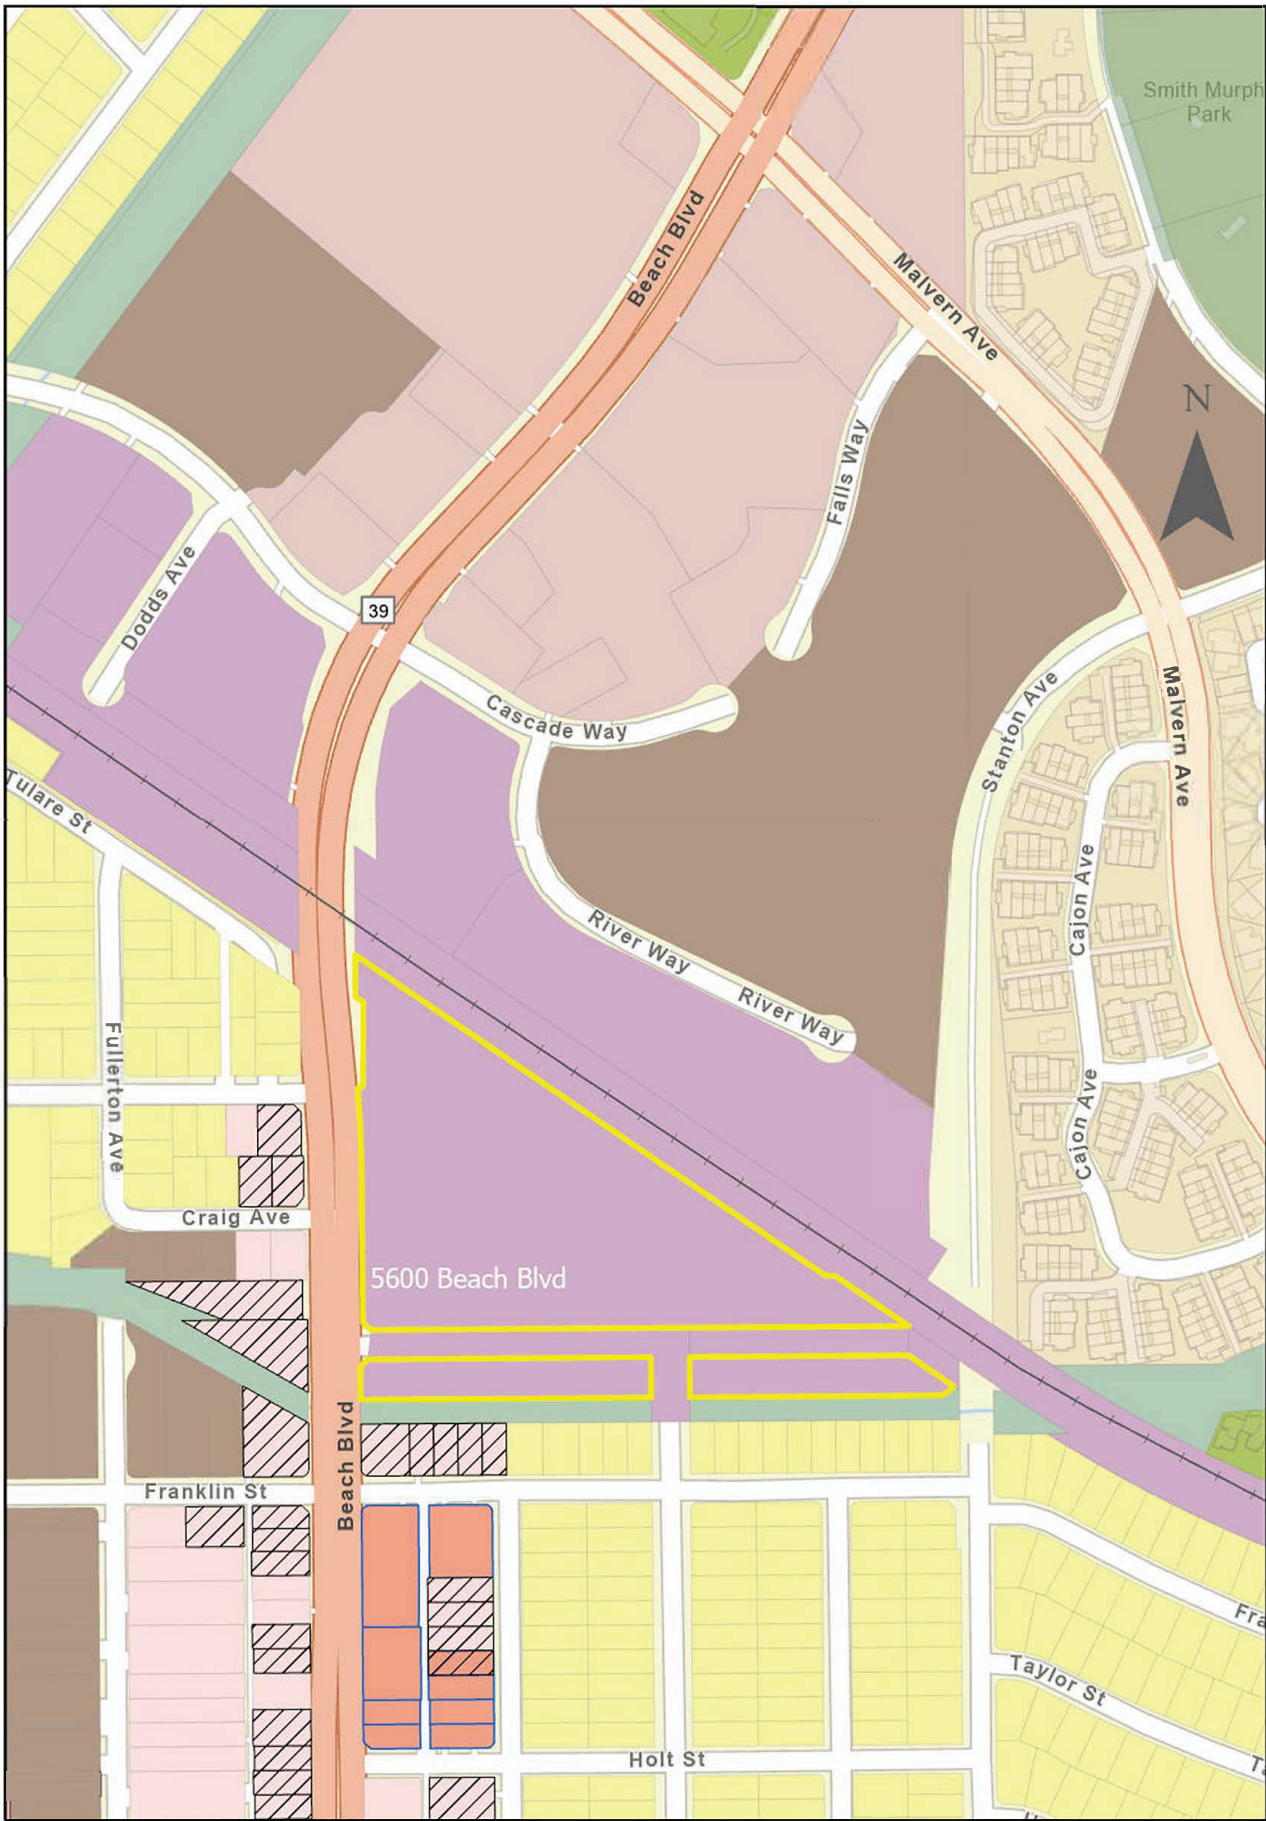 Smith Murph
Park
Beach Blvd
Malvern Ave
N
Falls Way
Dodds Ave
39
Cascade Way
Stanton Ave
Malvern Ave
Tulare St
Cajon Ave
River Way
River Way
Fullerton Ave
Cajon Ave
Craig Ave
5600 Beach Blvd
Beach Blvd
Franklin St
Fra
Taylor St
Holt St